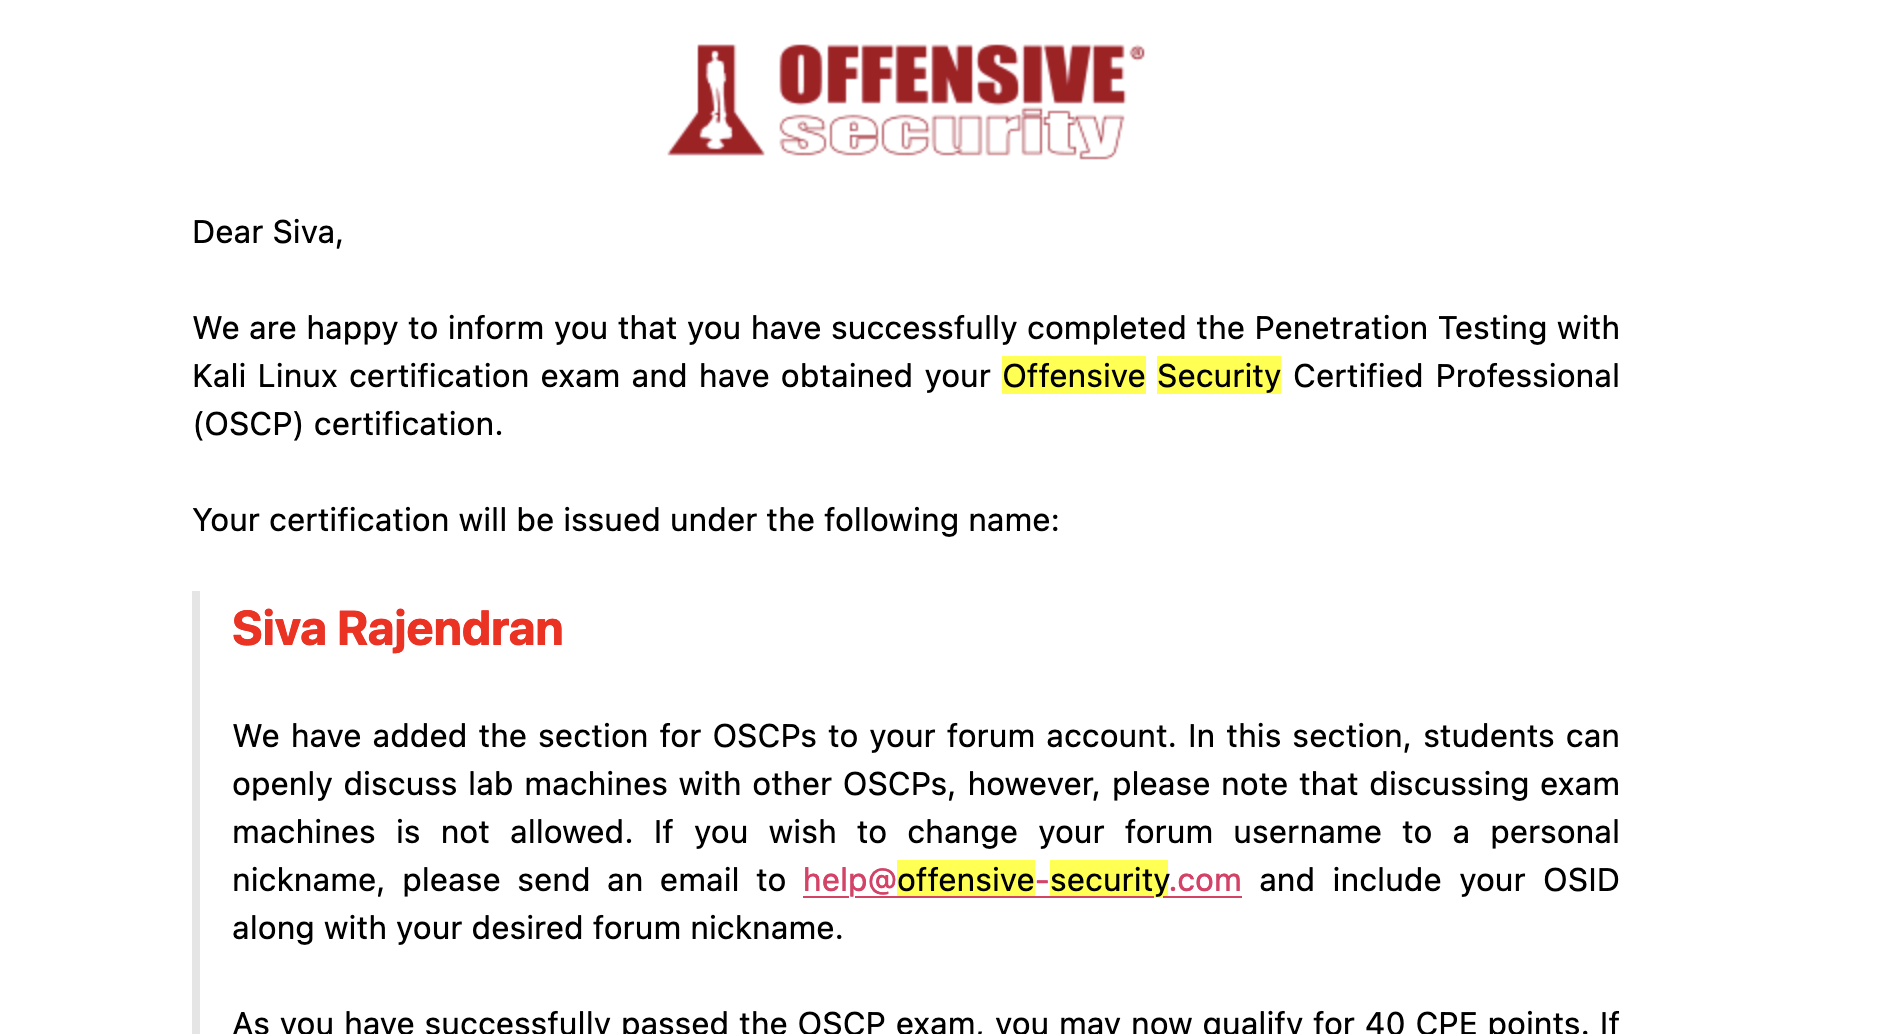 OFFENSIVE®
security
Dear Siva,
We are happy to inform you that you have successfully completed the Penetration Testing with
Kali Linux certification exam and have obtained your Offensive Security Certified Professional
(OSCP) certification.
Your certification will be issued under the following name:
Siva Rajendran
We have added the section for OSCPs to your forum account. In this section, students can
openly discuss lab machines with other OSCPs, however, please note that discussing exam
machines is not allowed. If you wish to change your forum username to a personal
nickname, please send an email to help@offensive-security.com and include your OSID
along with your desired forum nickname.
As you have successfully passed the OSCP exam, you may now qualify for 40 CPE points. If